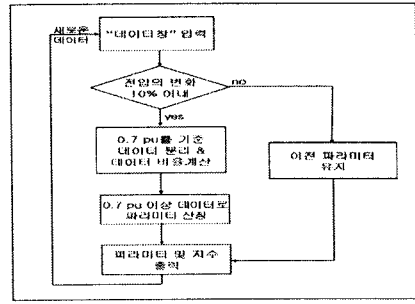 새로운
데이터
"데이터창" 입력
전압의 변화
10% 이내
no
yes
0.7 pu를 기준
데이터 분리 &
데이터 비율계산
이전 파라미터
유지
0.7 pu 이상 데이터로
파라미터 산정
파라미터 및 지수
출력